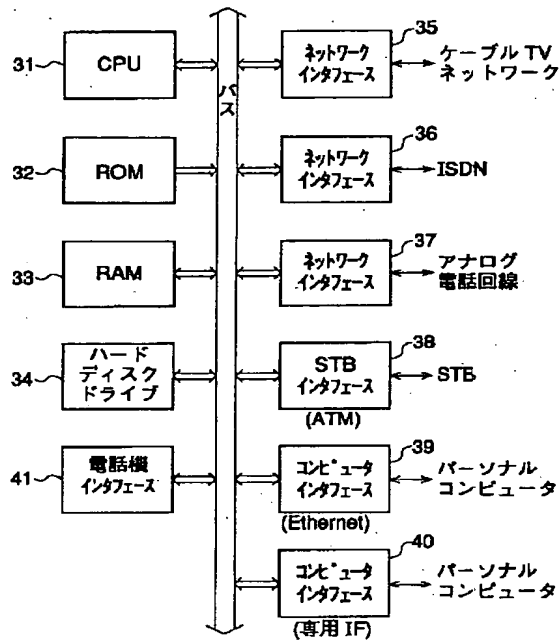 31
CPU
32
ROM
33
RAM
34
ハード
ディスク
ドライブ
41
電話機
インタフェース
バス
35
ネットワーク
インタフェース
ケーブルTV
ネットワーク
36
ネットワーク
インタフェース
ISDN
37
ネットワーク
インタフェース
アナログ
電話回線
38
STB
インタフェース
(ATM)
STB
39
コンピュータ
インタフェース
(Ethernet)
パーソナル
コンピュータ
40
コンピュータ
インタフェース
(専用IF)
パーソナル
コンピュータ